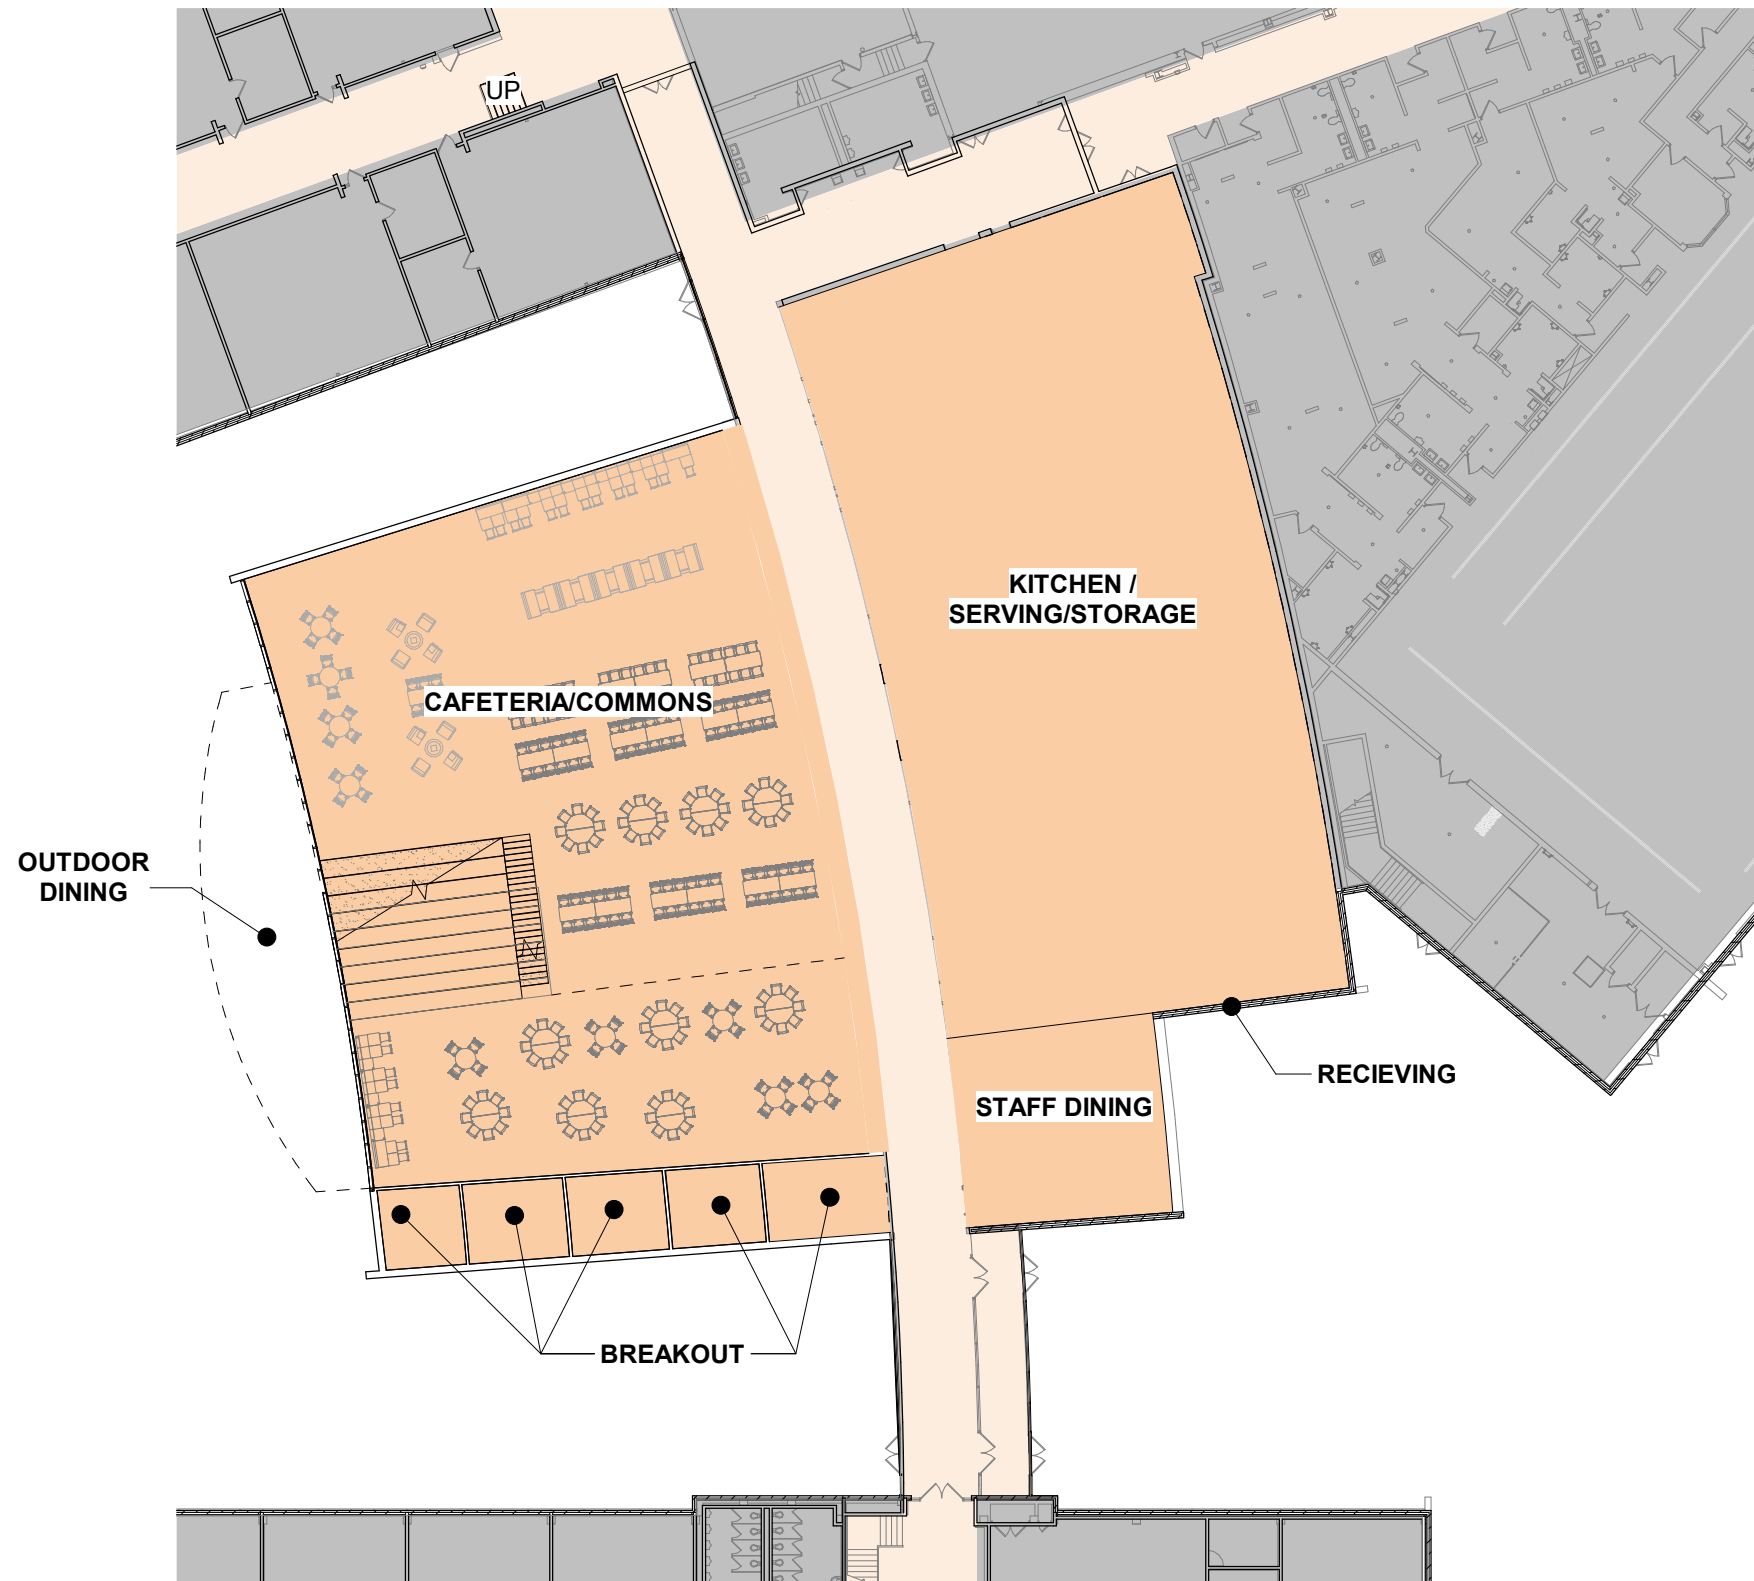 UP
KITCHEN /
SERVING/STORAGE
CAFETERIA/COMMONS
OUTDOOR
DINING
RECIEVING
STAFF DINING
BREAKOUT